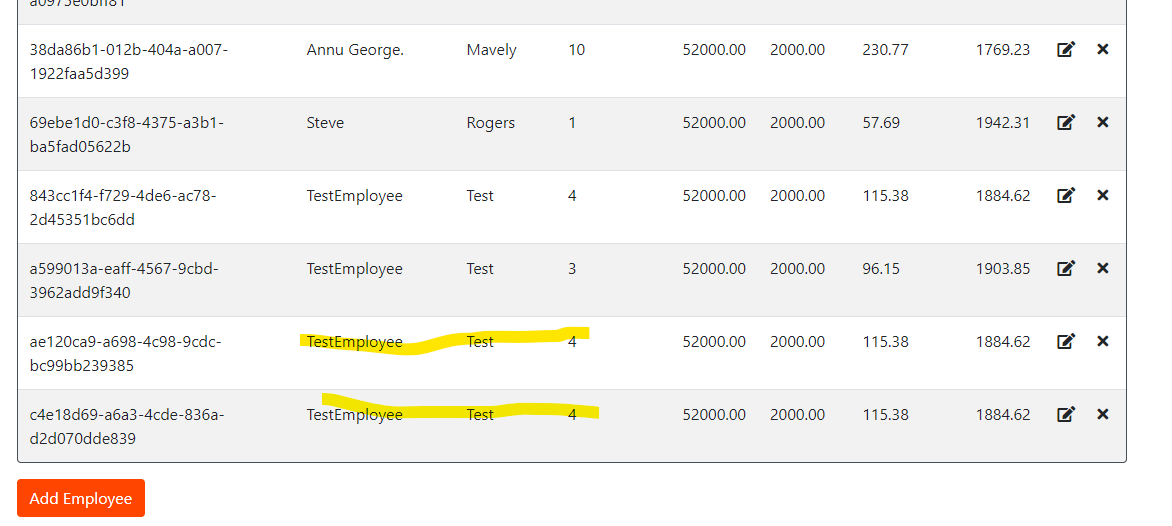 38da86b1-012b-404a-a007- Annu George. Mavely 10 52000.00 2000.00 230.77 1769.23
1922faa5d399
69ebe1d0-c3f8-4375-a3b1- Steve Rogers 1 52000.00 2000.00 57.69 1942.31
ba5fad05622b
843cc1f4-f729-4de6-ac78- TestEmployee Test 4 52000.00 2000.00 115.38 1884.62
2d45351bc6dd
a599013a-eaff-4567-9cbd- TestEmployee Test 3 52000.00 2000.00 96.15 1903.85
3962add9f340
ae120ca9-a698-4c98-9cdc- TestEmployee Test 4 52000.00 2000.00 115.38 1884.62
bc99bb239385
c4e18d69-a6a3-4cde-836a- TestEmployee Test 4 52000.00 2000.00 115.38 1884.62
d2d070dde839
Add Employee